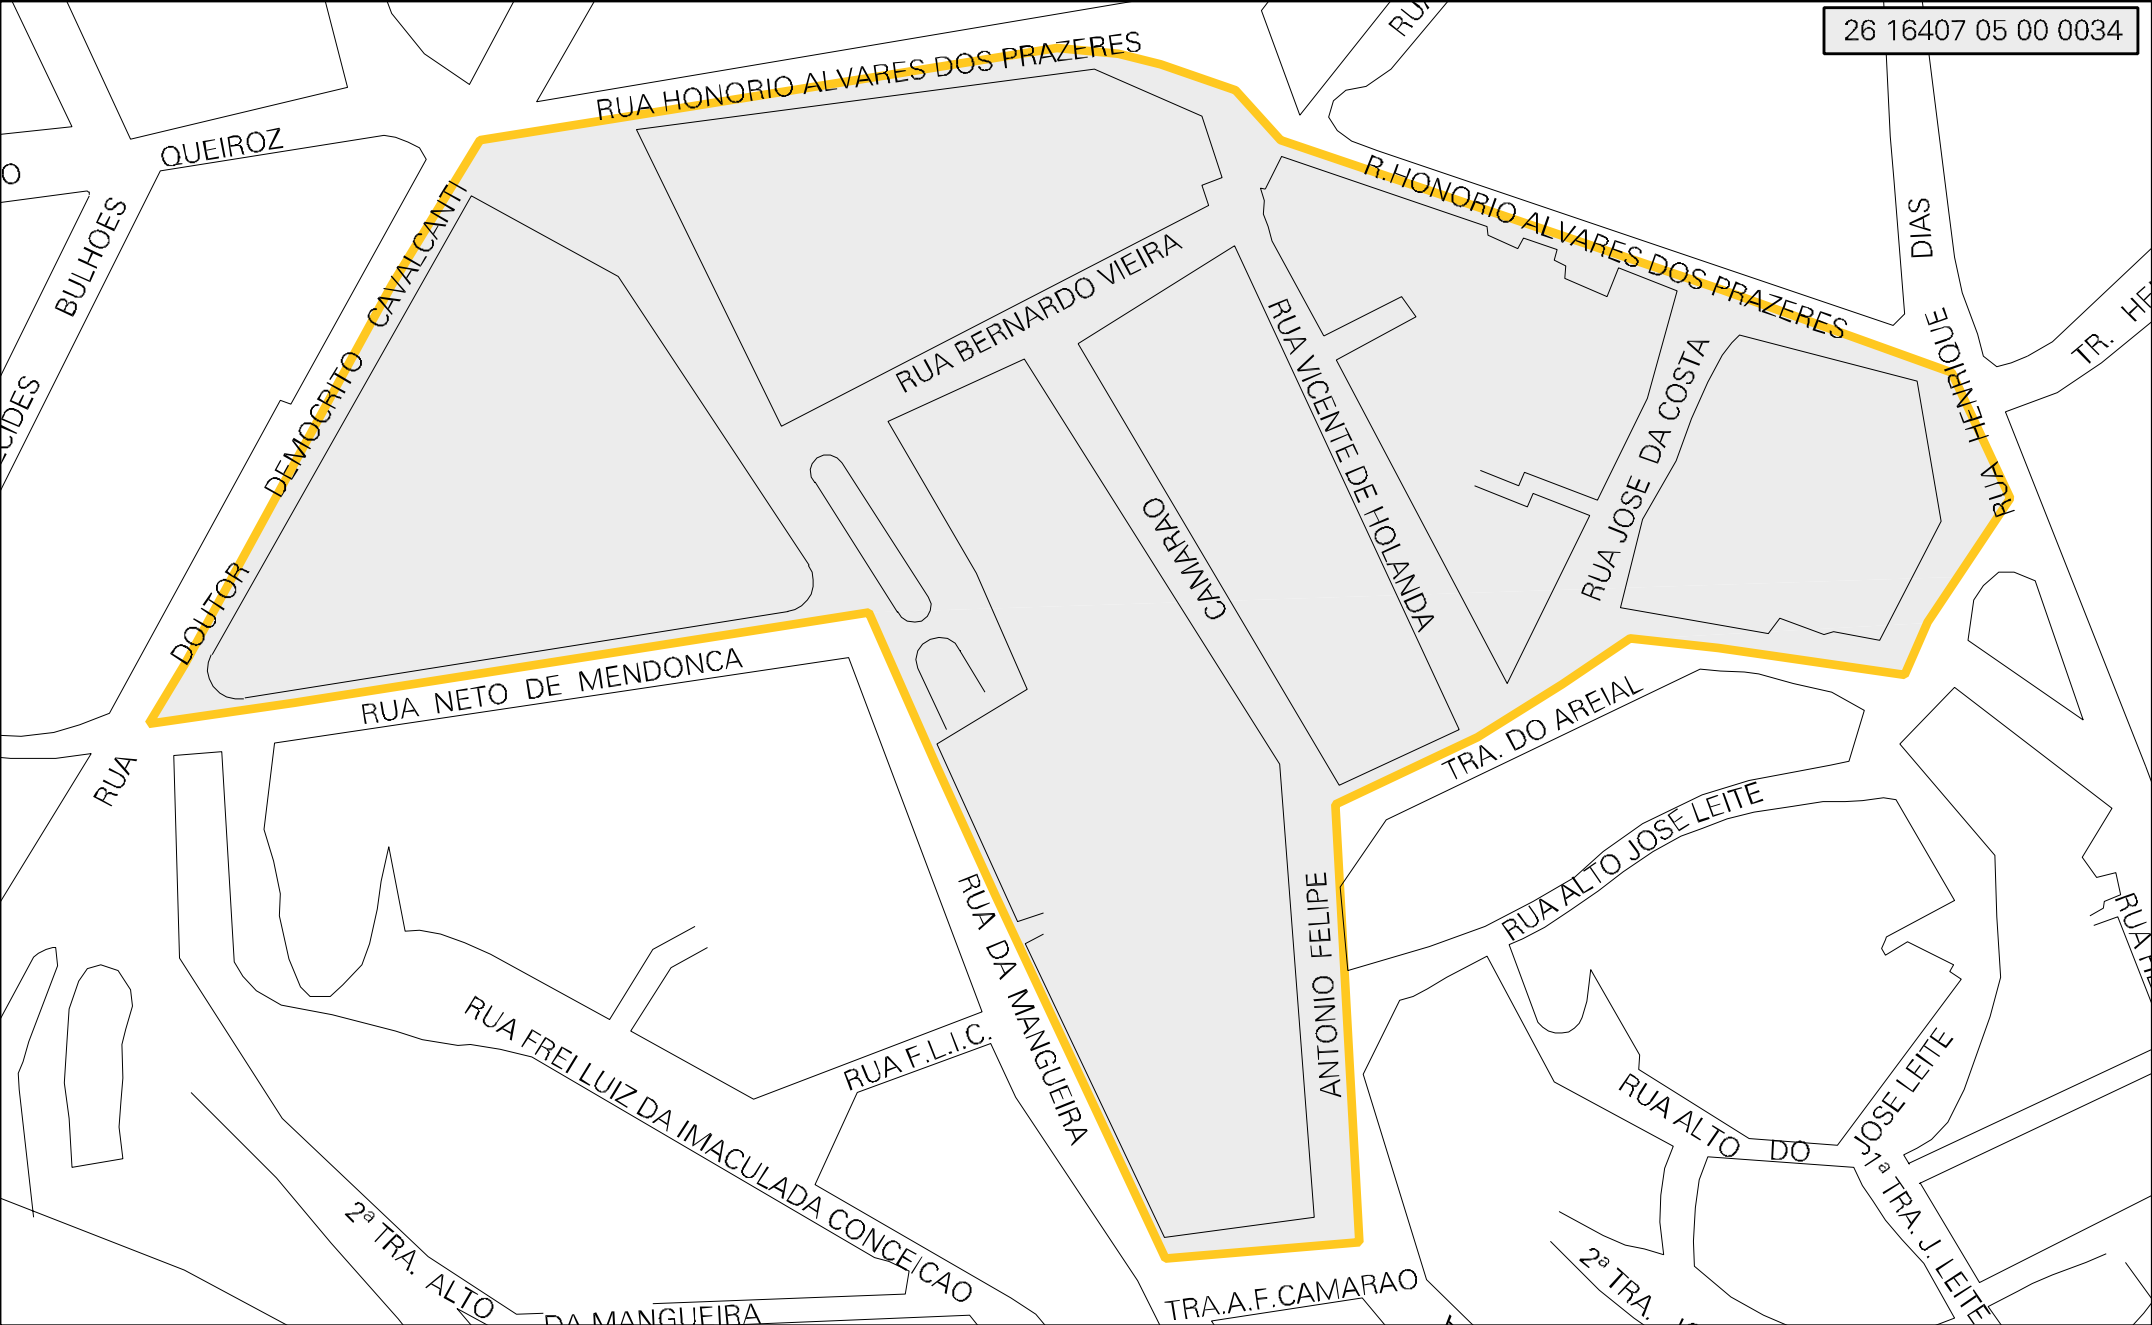 26 16407 05 00 0034
RUA HONORIO ALVARES DOS PRAZERES
QUEIROZ
O
BULHOES
R.HONORIO ALVARES DOS PRAZERES
DIAS
HENRIQUE
RUA
TR. HE
RUA DOUTOR DEMOCRITO CAVALCANTI
RUA BERNARDO VIEIRA
RUA VICENTE DE HOLANDA
RUA JOSE DA COSTA
ANTONIO FELIPE CAMARAO
RUA NETO DE MENDONCA
TRA. DO AREIAL
RUA ALTO JOSE LEITE
RUA DA MANGUEIRA
RUA FREI LUIZ DA IMACULADA CONCEICAO
RUA F.L.I.C.
RUA ALTO DO JOSE LEITE
1ª TRA. J. LEITE
2ª TRA.
2ª TRA. ALTO DA MANGUEIRA
TRA.A.F.CAMARAO